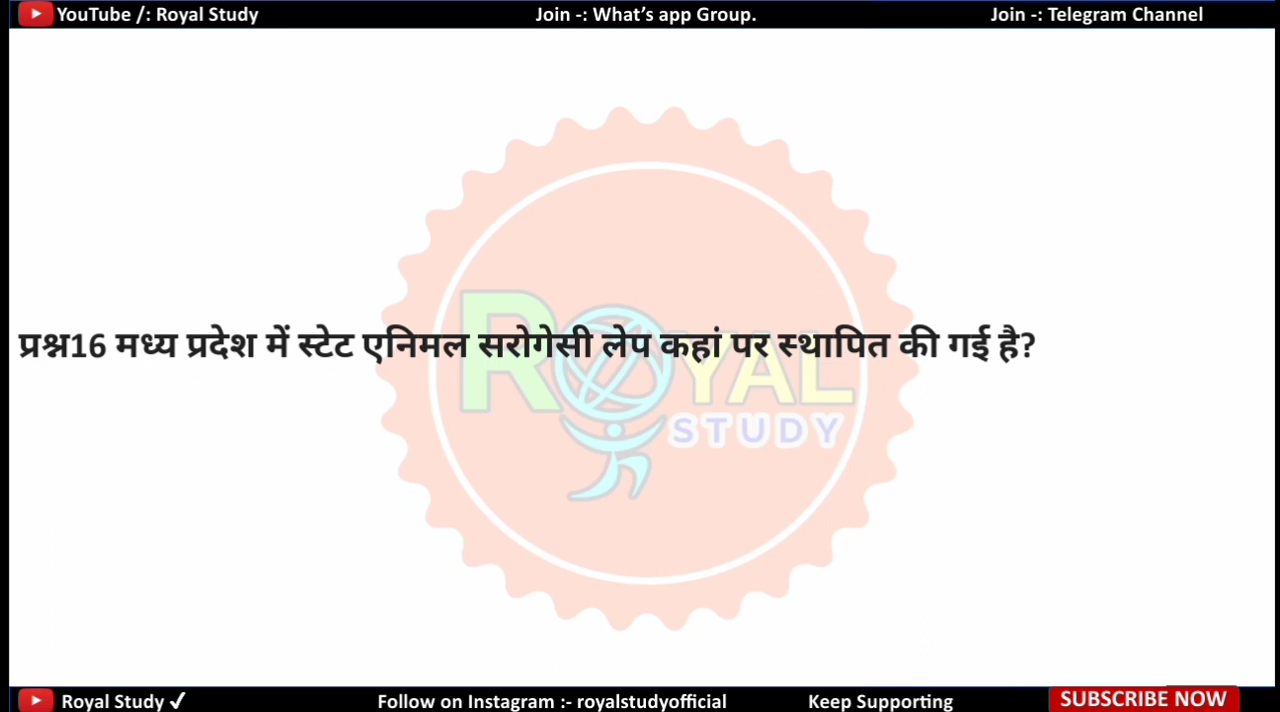 YouTube /: Royal Study Join -: What’s app Group. Join -: Telegram Channel
प्रश्न16 मध्य प्रदेश में स्टेट एनिमल सरोगेसी लेप कहां पर स्थापित की गई है?
ROYAL
STUDY
Royal Study ✓ Follow on Instagram :- royalstudyofficial Keep Supporting SUBSCRIBE NOW